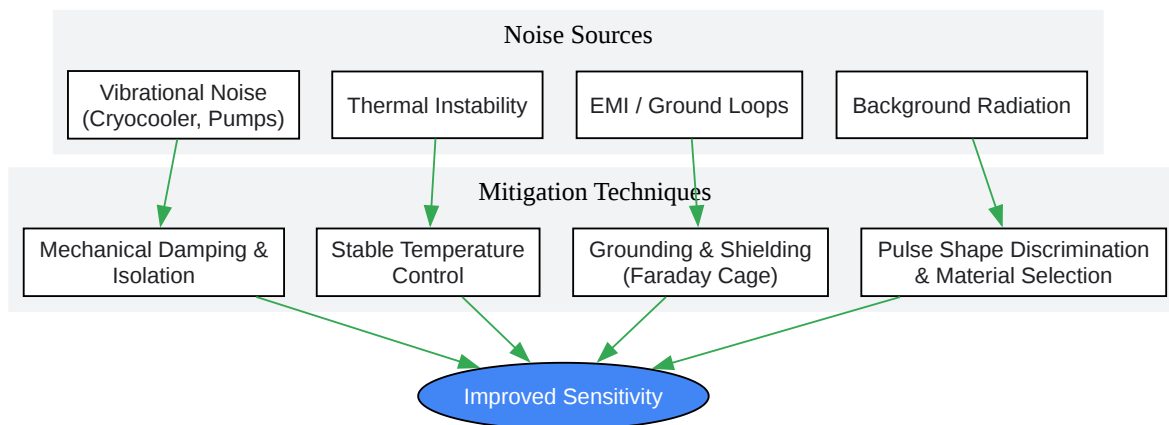 Noise Sources
Vibrational Noise
(Cryocooler, Pumps)
Thermal Instability
EMI / Ground Loops
Background Radiation
Mitigation Techniques
Mechanical Damping &
Isolation
Stable Temperature
Control
Grounding & Shielding
(Faraday Cage)
Pulse Shape Discrimination
& Material Selection
Improved Sensitivity